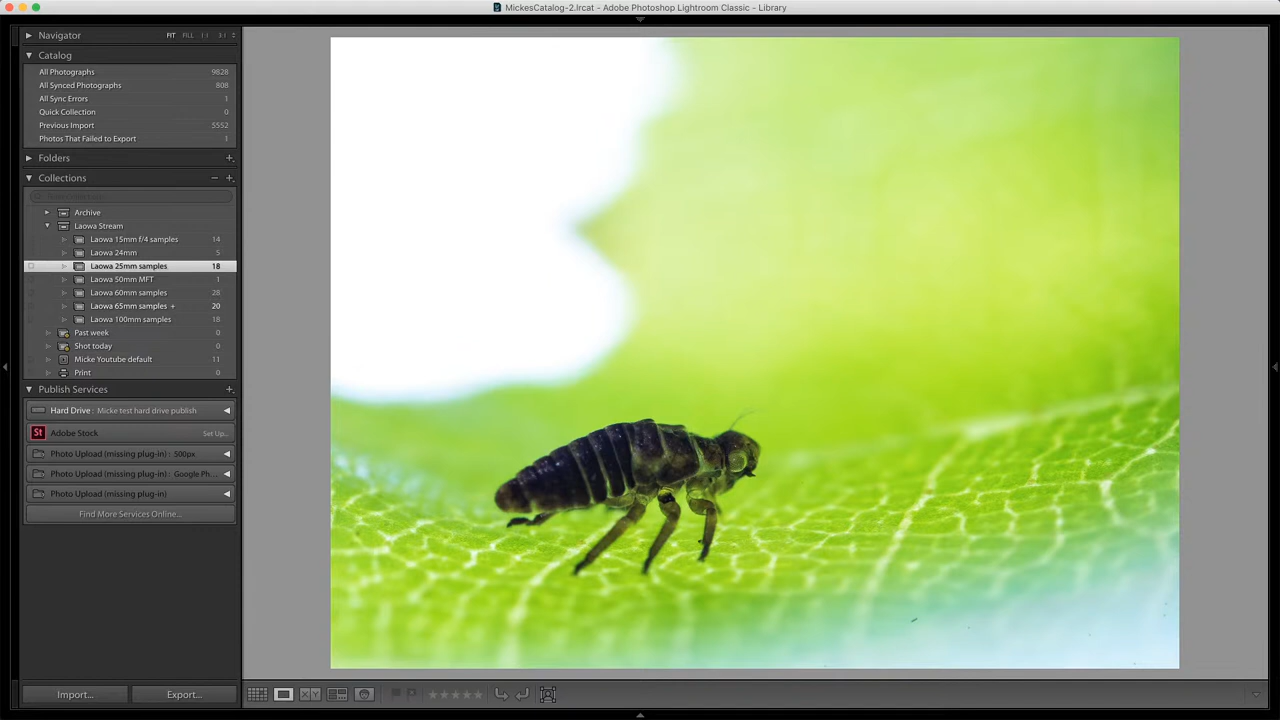 MickesCatalog-2.lrcat - Adobe Photoshop Lightroom Classic - Library
Navigator FIT FILL 1:1 3:1
Catalog
All Photographs 9828
All Synced Photographs 808
All Sync Errors 1
Quick Collection 0
Previous Import 5552
Photos That Failed to Export 1
Folders
Collections
Archive
Laowa Stream
Laowa 15mm f/4 samples 14
Laowa 24mm 5
Laowa 25mm samples 18
Laowa 50mm MFT 1
Laowa 60mm samples 28
Laowa 65mm samples + 20
Laowa 100mm samples 18
Past week 0
Shot today 0
Micke Youtube default 11
Print 0
Publish Services
Hard Drive : Micke test hard drive publish
St Adobe Stock Set Up...
Photo Upload (missing plug-in) : 500px
Photo Upload (missing plug-in) : Google Ph...
Photo Upload (missing plug-in)
Find More Services Online...
Import... Export...
XY